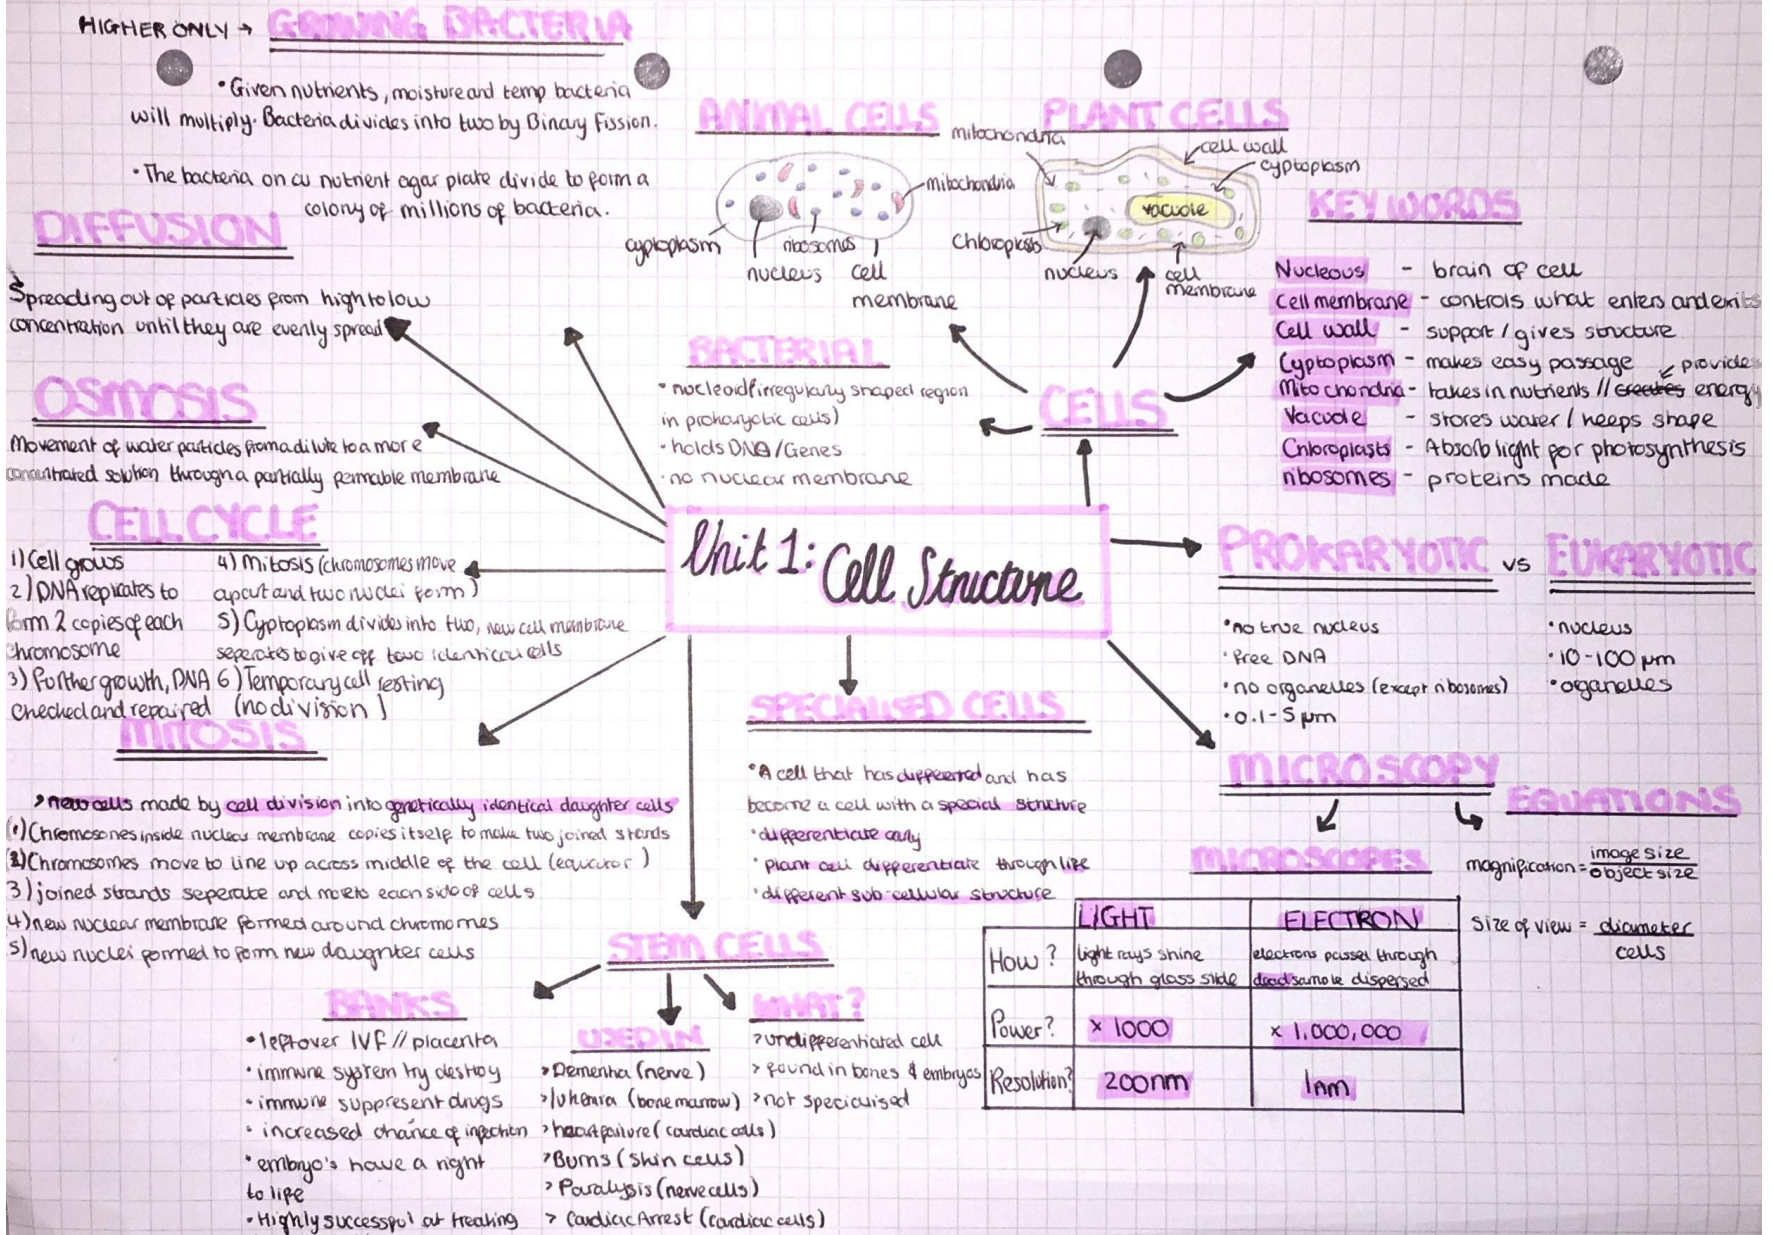 HIGHER ONLY → GROWING BACTERIA
• Given nutrients, moisture and temp bacteria
will multiply. Bacteria divides into two by Binary Fission.
• The bacteria on a nutrient agar plate divide to form a
colony of millions of bacteria.
DIFFUSION
Spreading out of particles from high to low
concentration until they are evenly spread
OSMOSIS
Movement of water particles from a dilute to a more
concentrated solution through a partially permable membrane
CELL CYCLE
1) Cell grows
2) DNA replicates to
form 2 copies of each
chromosome
3) Further growth, DNA
checked and repaired
4) Mitosis (chromosomes move
apart and two nuclei form)
5) Cyptoplasm divides into two, new cell membrane
seperates to give off two identical cells
6) Temporary cell resting
(no division)
MITOSIS
> new cells made by cell division into genetically identical daughter cells
1) Chromosones inside nuclear membrane copies itself to make two joined strands
2) Chromosomes move to line up across middle of the cell (equator)
3) joined strands seperate and move to each side of cells
4) new nuclear membrane formed around chromomes
5) new nuclei formed to form new daughter cells
ANIMAL CELLS
mitochondria
cyptoplasm
ribosomes
nucleus
cell
membrane
PLANT CELLS
mitochondria
cell wall
cyptoplasm
vacuole
Chloroplasts
nucleus
cell
membrane
KEY WORDS
Nucleous - brain of cell
Cell membrane - controls what enters and exits
Cell wall - support / gives structure
Cyptoplasm - makes easy passage
provides
Mitochondria - takes in nutrients // creates energy
Vacuole - stores water / keeps shape
Chloroplasts - Absorb light for photosynthesis
ribosomes - proteins made
BACTERIAL
• nucleoid (irregularly shaped region
in prokaryotic cells)
• holds DNA / Genes
• no nuclear membrane
CELLS
Unit 1: Cell Structure
PROKARYOTIC vs EUKARYOTIC
• no true nucleus
• free DNA
• no organelles (except ribosomes)
• 0.1-5 μm
• nucleus
• 10-100 μm
• organelles
SPECIALISED CELLS
• A cell that has differented and has
become a cell with a special structure
• differentiate early
• plant cell differentiate through life
• different sub-cellular structure
MICROSCOPY
EQUATIONS
magnification = image size
object size
size of view = diameter
cells
MICROSCOPES
LIGHT ELECTRON
How? light rays shine
through glass slide
electrons passed through
dead sample dispersed
Power? × 1000 × 1,000,000
Resolution? 200nm 1nm
STEM CELLS
BANKS
• leftover IVF // placenta
• immune system try destroy
• immune suppresent drugs
• increased chance of infection
• embryo's have a right
to life
• Highly successful at treating
USED IN
> Dementia (nerve)
> lukemia (bone marrow)
> heart failure (cardiac cells)
> Burns (skin cells)
> Paralysis (nerve cells)
> Cardiac Arrest (cardiac cells)
WHAT?
> undifferentiated cell
> found in bones & embryos
> not specialised